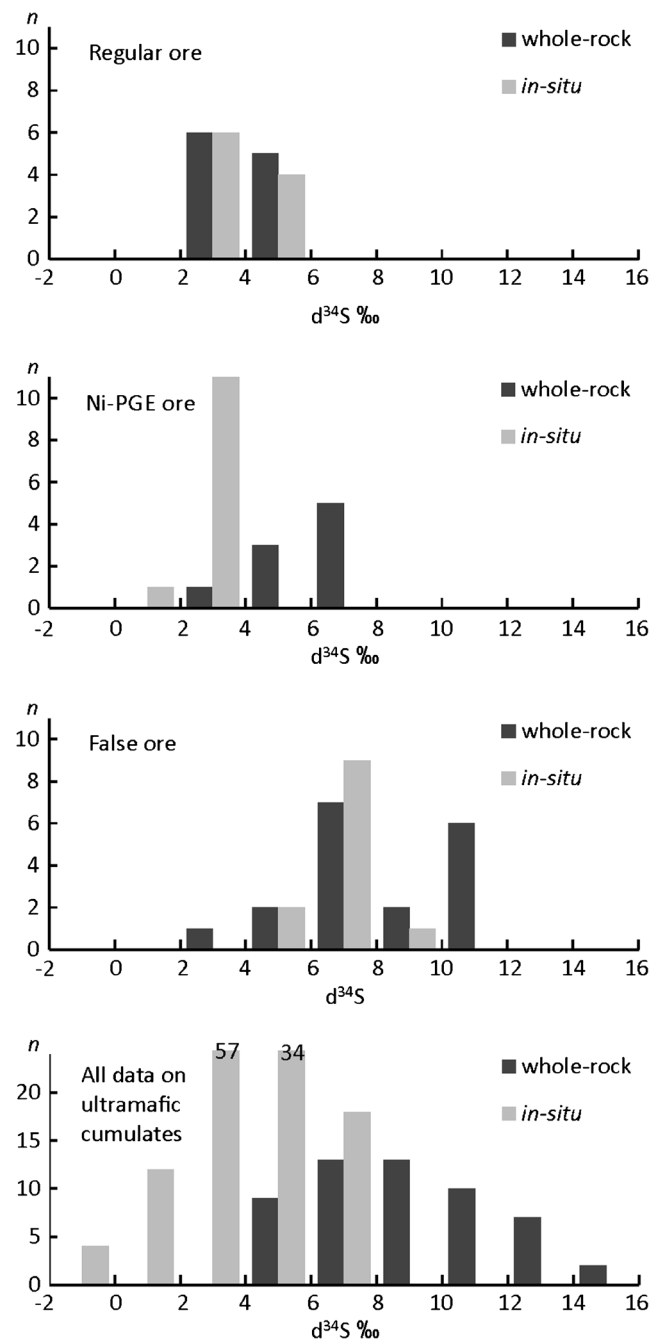 n
10
8
6
4
2
0
Regular ore
whole-rock
in-situ
-2 0 2 4 6 8 10 12 14 16
d³⁴S ‰
n
10
8
6
4
2
0
Ni-PGE ore
whole-rock
in-situ
-2 0 2 4 6 8 10 12 14 16
d³⁴S ‰
n
10
8
6
4
2
0
False ore
whole-rock
in-situ
-2 0 2 4 6 8 10 12 14 16
d³⁴S
n
20
15
10
5
0
All data on
ultramafic
cumulates
57 34
whole-rock
in-situ
-2 0 2 4 6 8 10 12 14 16
d³⁴S ‰